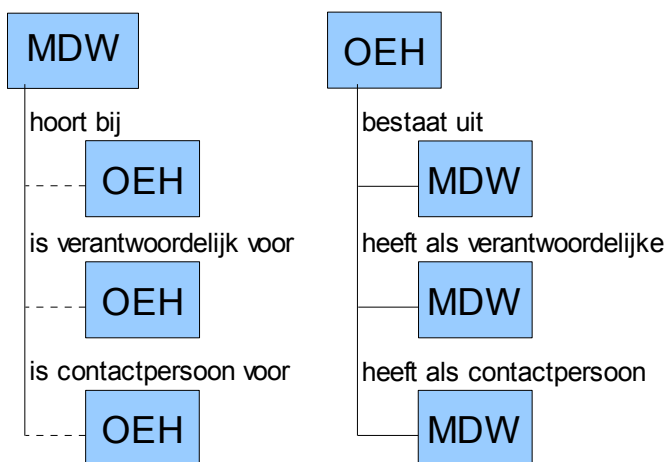 MDW
hoort bij
OEH
is verantwoordelijk voor
OEH
is contactpersoon voor
OEH
OEH
bestaat uit
MDW
heeft als verantwoordelijke
MDW
heeft als contactpersoon
MDW